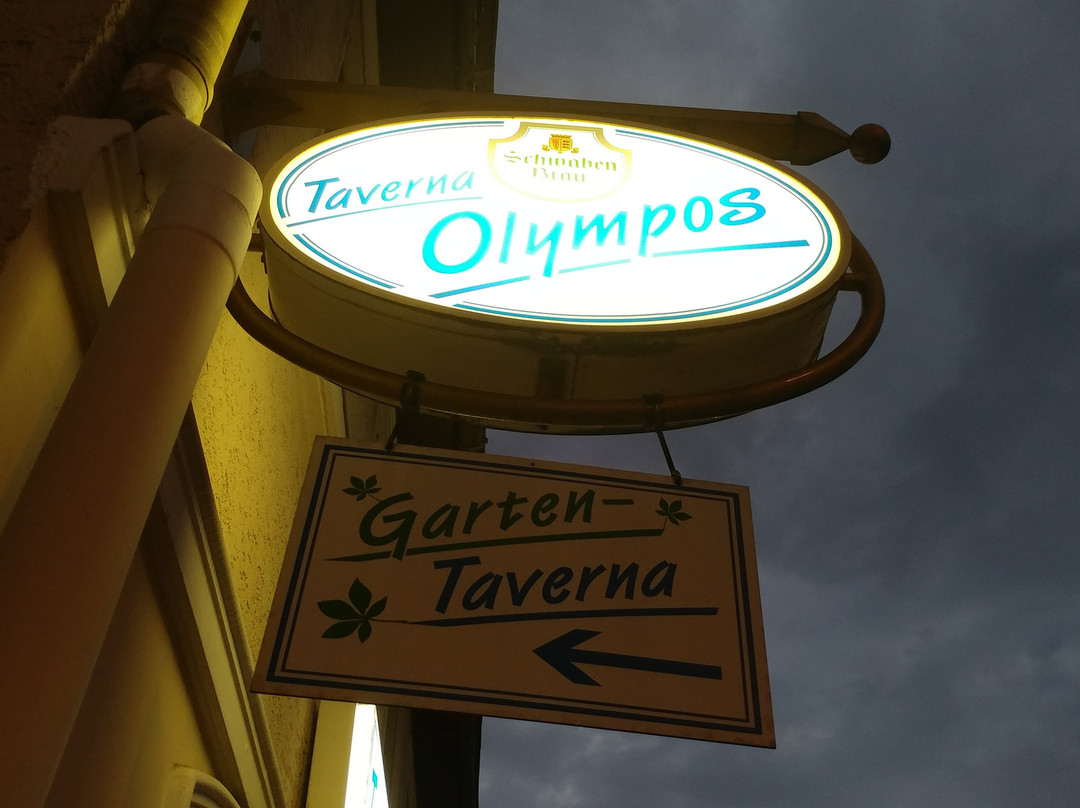 Schwaben
Bräu
Taverna
Olympos
Garten-
Taverna